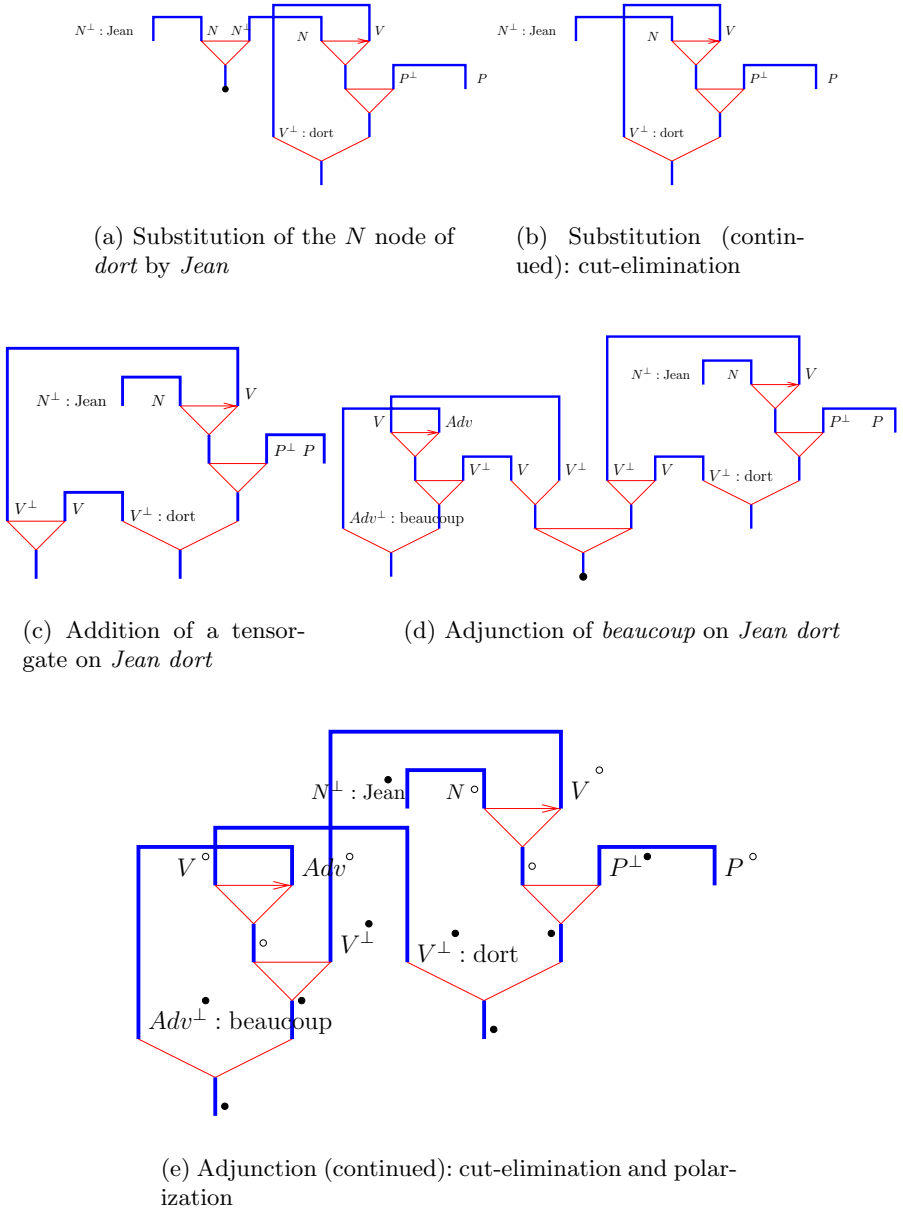 N⊥ : Jean N N⊥ N V
P⊥ P
V⊥ : dort
N⊥ : Jean N V
P⊥ P
V⊥ : dort
(a) Substitution of the N node of
dort by Jean
(b) Substitution (contin-
ued): cut-elimination
V
N⊥ : Jean N
P⊥ P
V⊥ V V⊥ : dort
N⊥ : Jean N V
V Adv P⊥ P
V⊥ V V⊥ V⊥ V V⊥ : dort
Adv⊥ : beaucoup
(c) Addition of a tensor-
gate on Jean dort
(d) Adjunction of beaucoup on Jean dort
N⊥ : Jean N V
V Adv P⊥ P
V⊥ V⊥ : dort
Adv⊥ : beaucoup
(e) Adjunction (continued): cut-elimination and polar-
ization